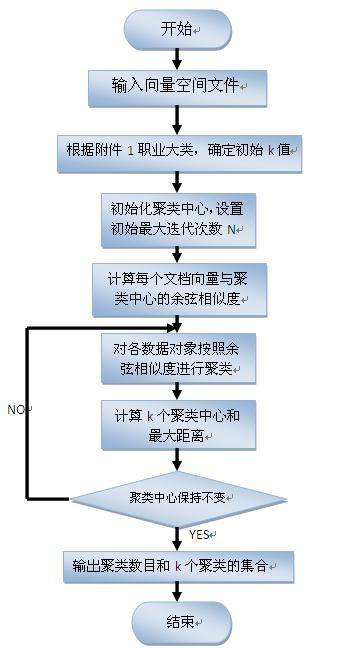 开始
输入向量空间文件
根据附件 1 职业大类，确定初始 k 值
初始化聚类中心，设置
初始最大迭代次数 N
计算每个文档向量与聚
类中心的余弦相似度
对各数据对象按照余
弦相似度进行聚类
计算 k 个聚类中心和
最大距离
NO
聚类中心保持不变
YES
输出聚类数目和 k 个聚类的集合
结束